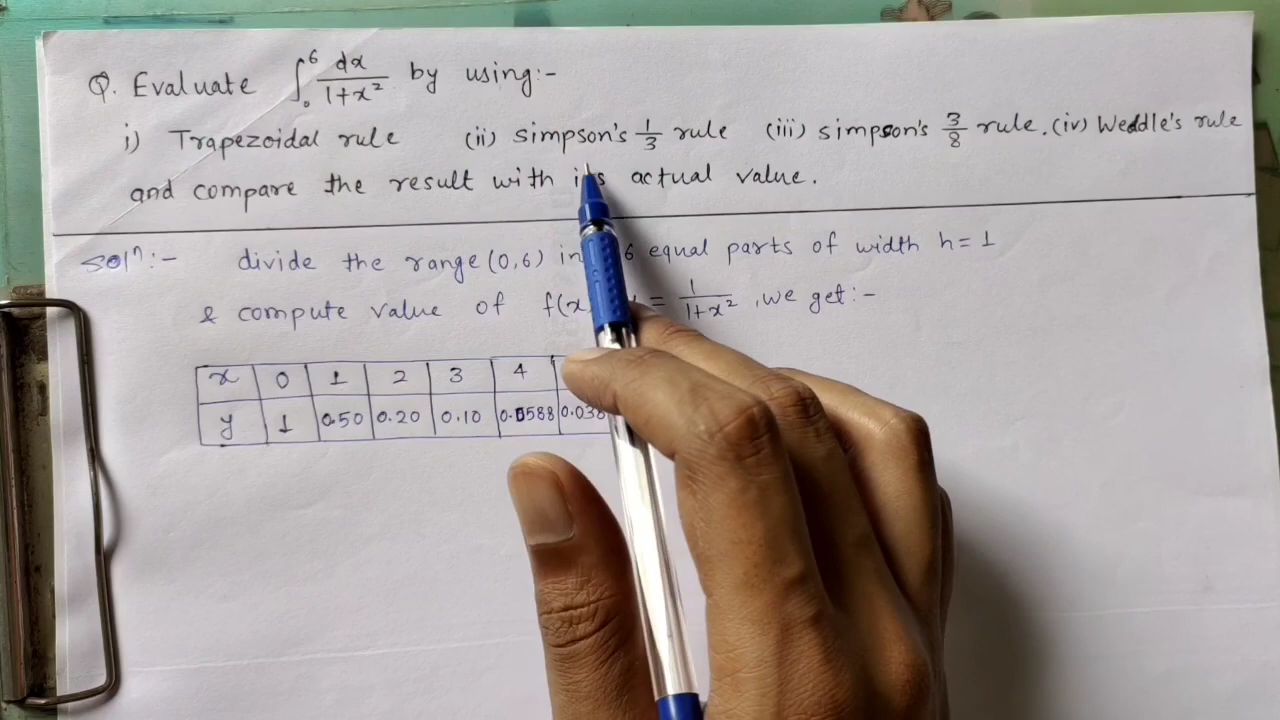 Q. Evaluate ∫₀⁶ dx/(1+x²) by using:-
i) Trapezoidal rule (ii) simpson's 1/3 rule (iii) simpson's 3/8 rule. (iv) Weddle's rule
and compare the result with its actual value.
solⁿ:- divide the range (0,6) 6 equal parts of width h=1
& compute value of f(x = 1/(1+x²), we get:-
x 0 1 2 3 4
y 1 0.50 0.20 0.10 0.0588 0.038